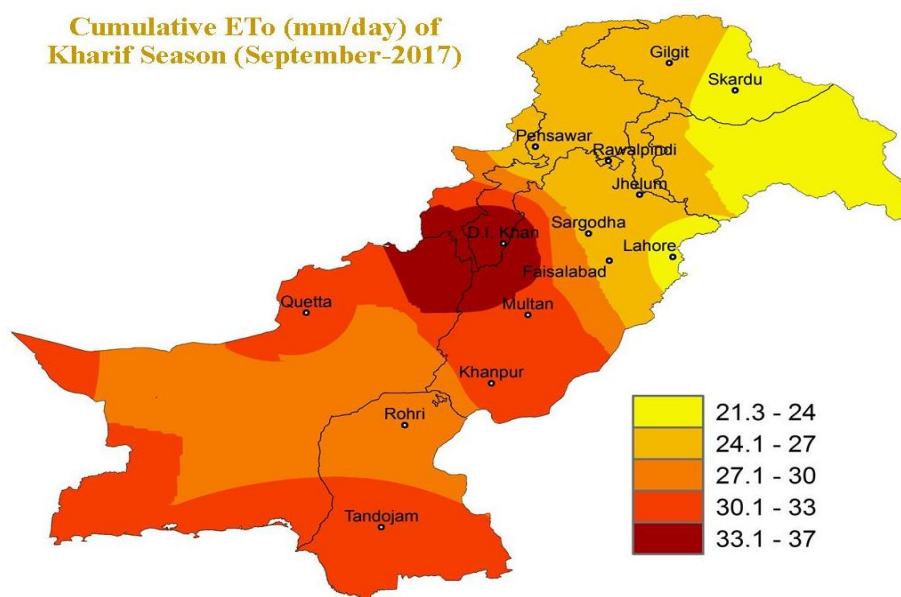 Cumulative ETo (mm/day) of
Kharif Season (September-2017)
Gilgit
Skardu
Pensawar
Rawalpindi
Jhelum
Sargodha
D.I. Khan
Lahore
Faisalabad
Quetta
Multan
Khanpur
Rohri
Tandojam
21.3 - 24
24.1 - 27
27.1 - 30
30.1 - 33
33.1 - 37